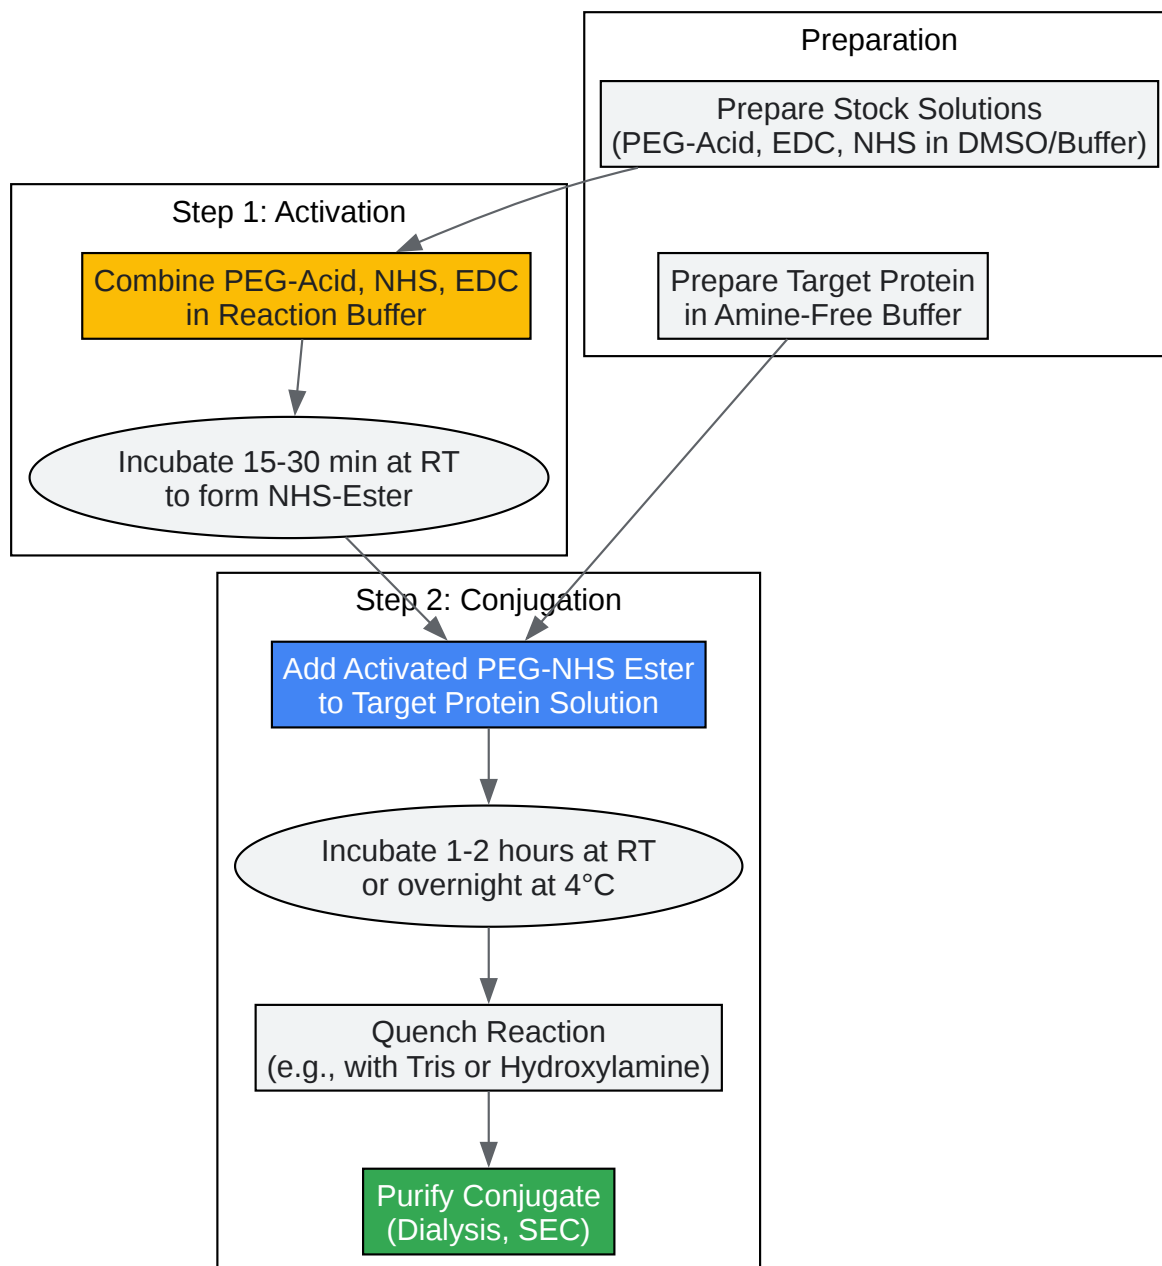 Preparation
Prepare Stock Solutions
(PEG-Acid, EDC, NHS in DMSO/Buffer)
Prepare Target Protein
in Amine-Free Buffer
Step 1: Activation
Combine PEG-Acid, NHS, EDC
in Reaction Buffer
Incubate 15-30 min at RT
to form NHS-Ester
Step 2: Conjugation
Add Activated PEG-NHS Ester
to Target Protein Solution
Incubate 1-2 hours at RT
or overnight at 4°C
Quench Reaction
(e.g., with Tris or Hydroxylamine)
Purify Conjugate
(Dialysis, SEC)